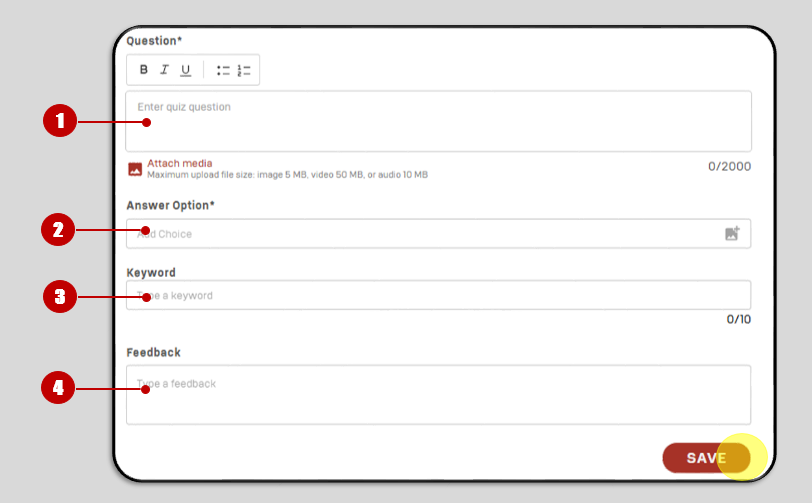 Question*
B I U
1
Enter quiz question
Attach media
0/2000
Maximum upload file size: image 5 MB, video 50 MB, or audio 10 MB
Answer Option*
2
Add Choice
Keyword
3
Type a keyword
0/10
Feedback
4
Type a feedback
SAVE